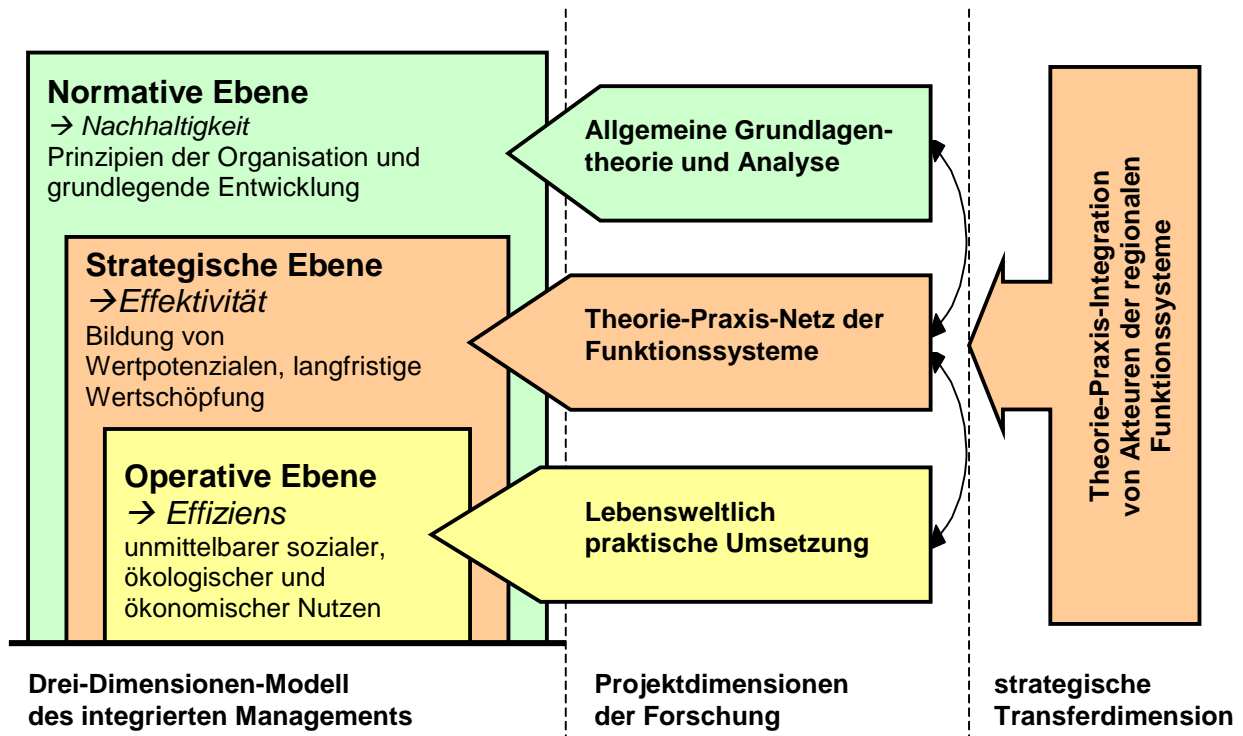 Normative Ebene
→ Nachhaltigkeit
Prinzipien der Organisation und
grundlegende Entwicklung
Strategische Ebene
→Effektivität
Bildung von
Wertpotenzialen, langfristige
Wertschöpfung
Operative Ebene
→ Effiziens
unmittelbarer sozialer,
ökologischer und
ökonomischer Nutzen
Allgemeine Grundlagen-
theorie und Analyse
Theorie-Praxis-Netz der
Funktionssysteme
Lebensweltlich
praktische Umsetzung
Theorie-Praxis-Integration
von Akteuren der regionalen
Funktionssysteme
Drei-Dimensionen-Modell
des integrierten Managements
Projektdimensionen
der Forschung
strategische
Transferdimension